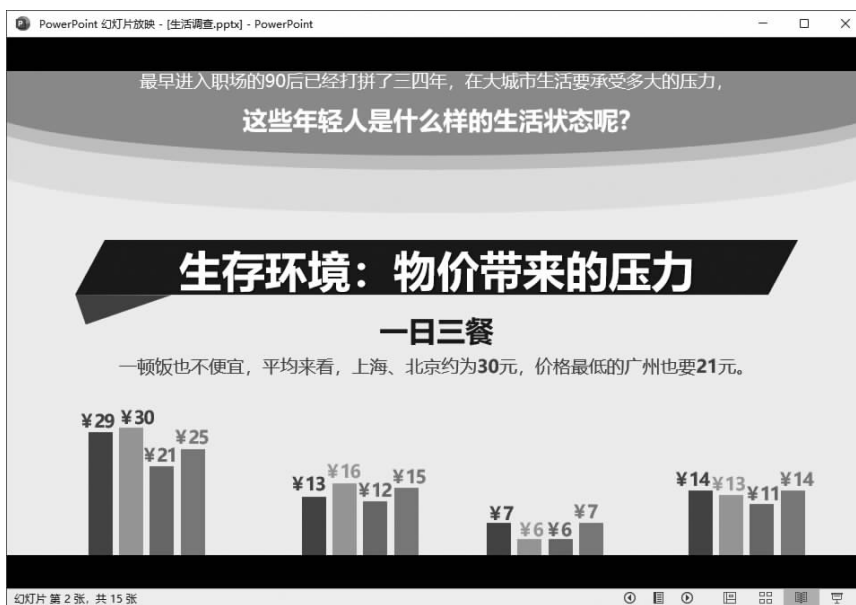 PowerPoint 幻灯片放映 - [生活调查.pptx] - PowerPoint
最早进入职场的90后已经打拼了三四年，在大城市生活要承受多大的压力，
这些年轻人是什么样的生活状态呢?
生存环境：物价带来的压力
一日三餐
一顿饭也不便宜，平均来看，上海、北京约为30元，价格最低的广州也要21元。
¥29 ¥30 ¥21 ¥25
¥13 ¥16 ¥12 ¥15
¥7 ¥6 ¥6 ¥7
¥14 ¥13 ¥11 ¥14
幻灯片 第 2 张，共 15 张